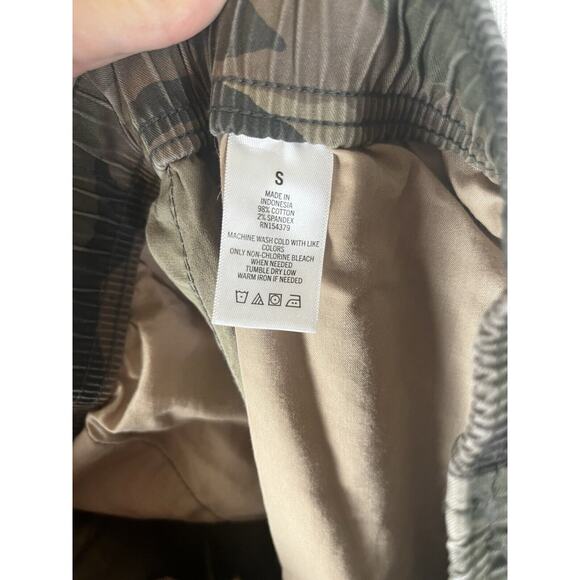 S
MADE IN
INDONESIA
98% COTTON
2% SPANDEX
RN154379
MACHINE WASH COLD WITH LIKE
COLORS
ONLY NON-CHLORINE BLEACH
WHEN NEEDED
TUMBLE DRY LOW
WARM IRON IF NEEDED